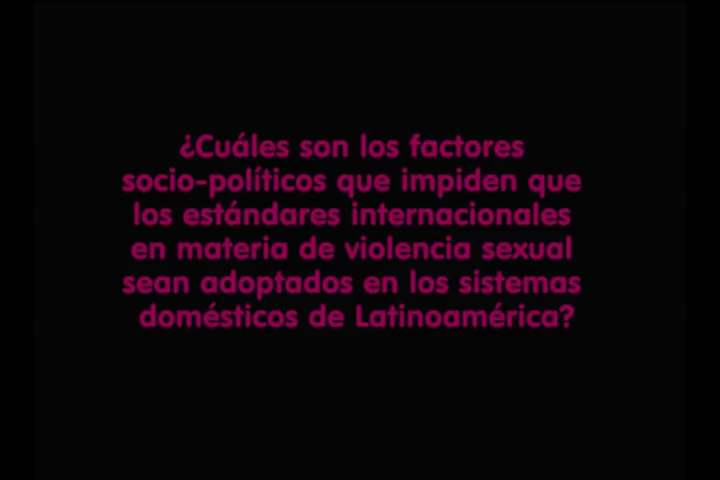 ¿Cuáles son los factores
socio-políticos que impiden que
los estándares internacionales
en materia de violencia sexual
sean adoptados en los sistemas
domésticos de Latinoamérica?